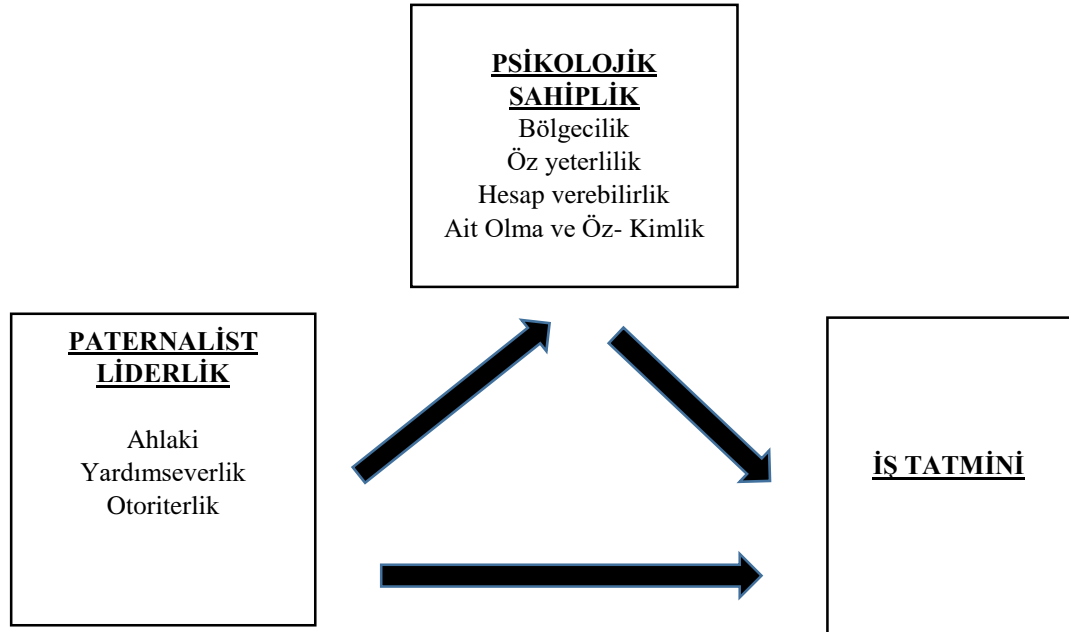 PSİKOLOJİK
SAHİPLİK
Bölgecilik
Öz yeterlilik
Hesap verebilirlik
Ait Olma ve Öz- Kimlik
PATERNALİST
LİDERLİK
Ahlaki
Yardımseverlik
Otoriterlik
İŞ TATMİNİ